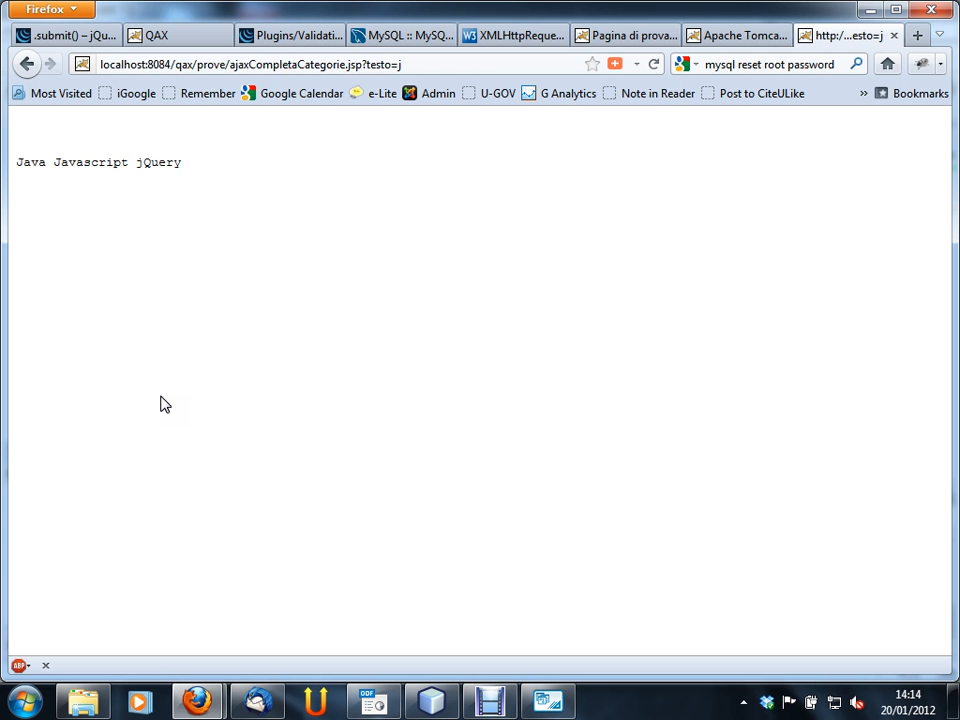 Firefox
.submit() – jQu...
QAX
Plugins/Validati...
MySQL :: MySQ...
XMLHttpReque...
Pagina di prova...
Apache Tomca...
http:/...esto=j
localhost:8084/qax/prove/ajaxCompletaCategorie.jsp?testo=j
mysql reset root password
Most Visited
iGoogle
Remember
Google Calendar
e-Lite
Admin
U-GOV
G Analytics
Note in Reader
Post to CiteULike
»
Bookmarks
Java Javascript jQuery
ABP
ODF
14:14
20/01/2012